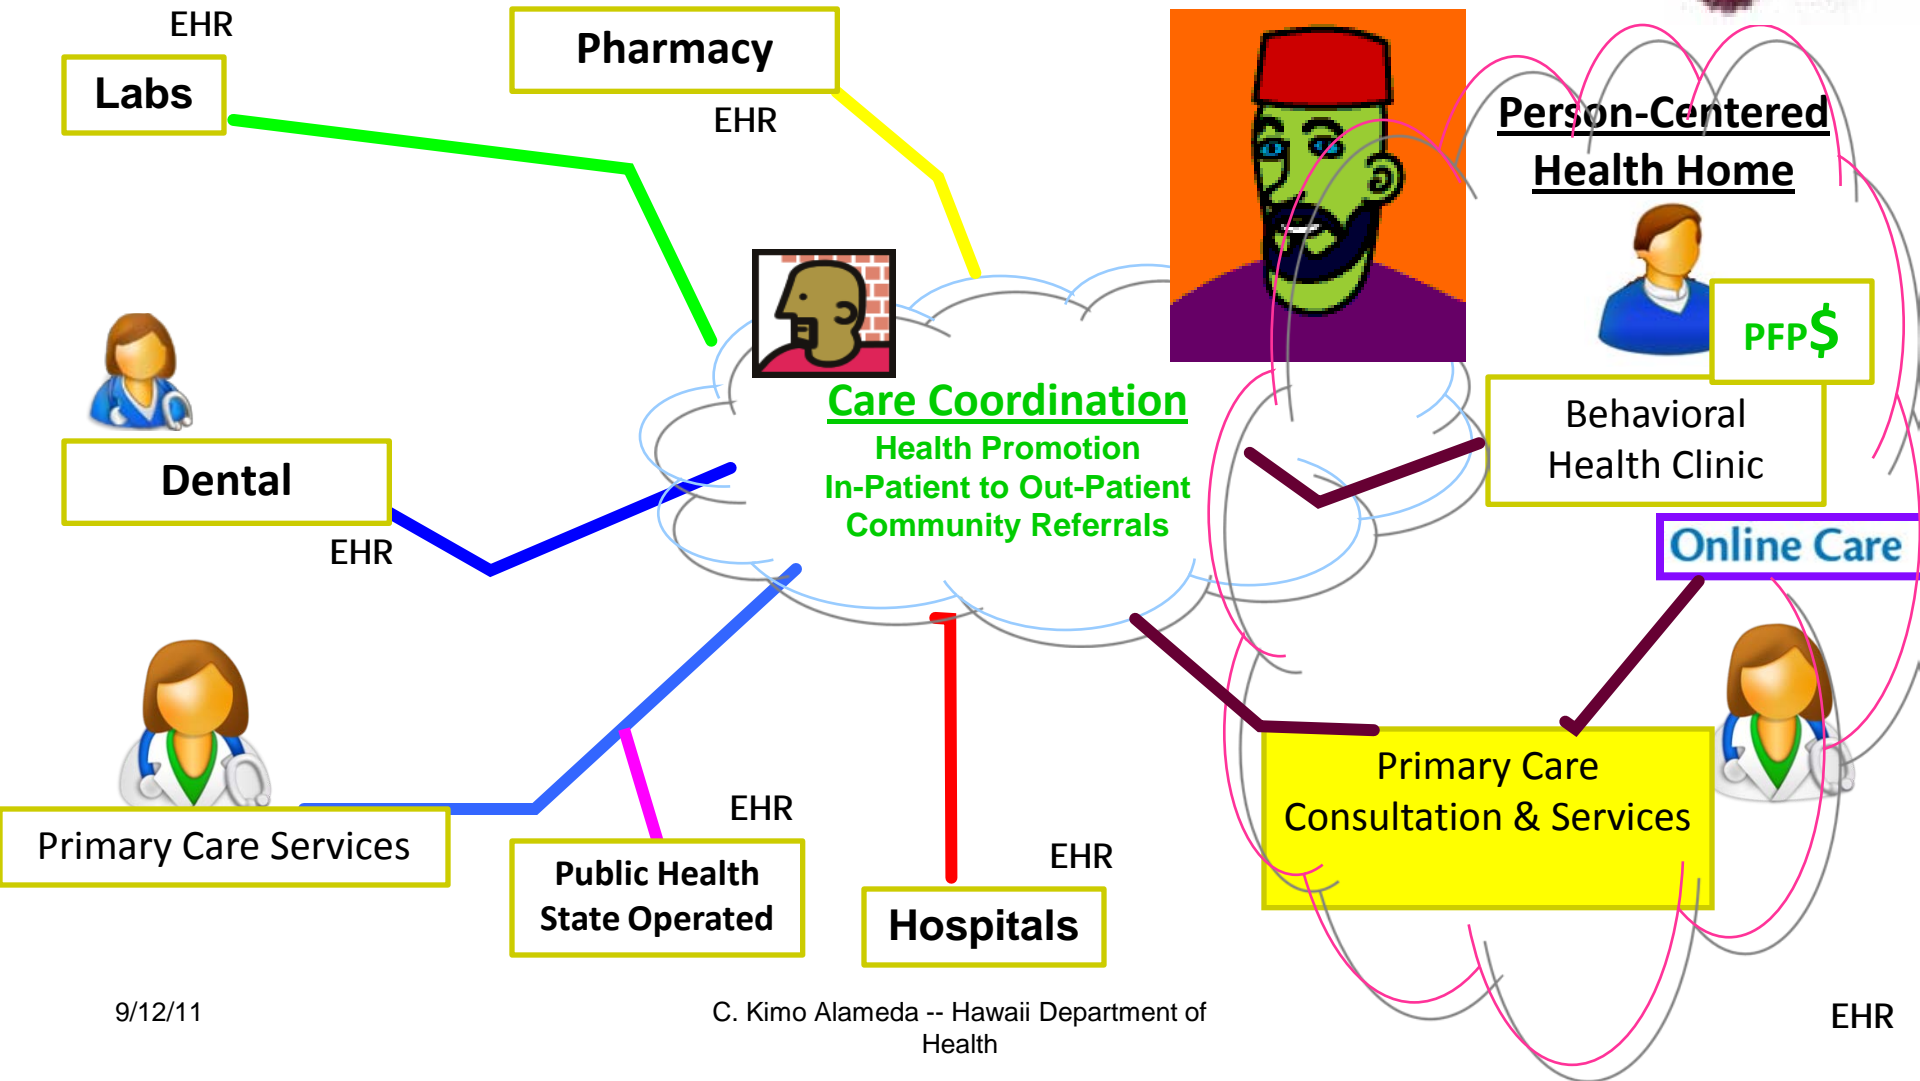 EHR
Labs
Pharmacy
EHR
Person-Centered
Health Home
PFP$
Care Coordination
Health Promotion
In-Patient to Out-Patient
Community Referrals
Behavioral
Health Clinic
Dental
EHR
Online Care
Primary Care Services
EHR
Public Health
State Operated
EHR
Hospitals
Primary Care
Consultation & Services
9/12/11
C. Kimo Alameda -- Hawaii Department of
Health
EHR